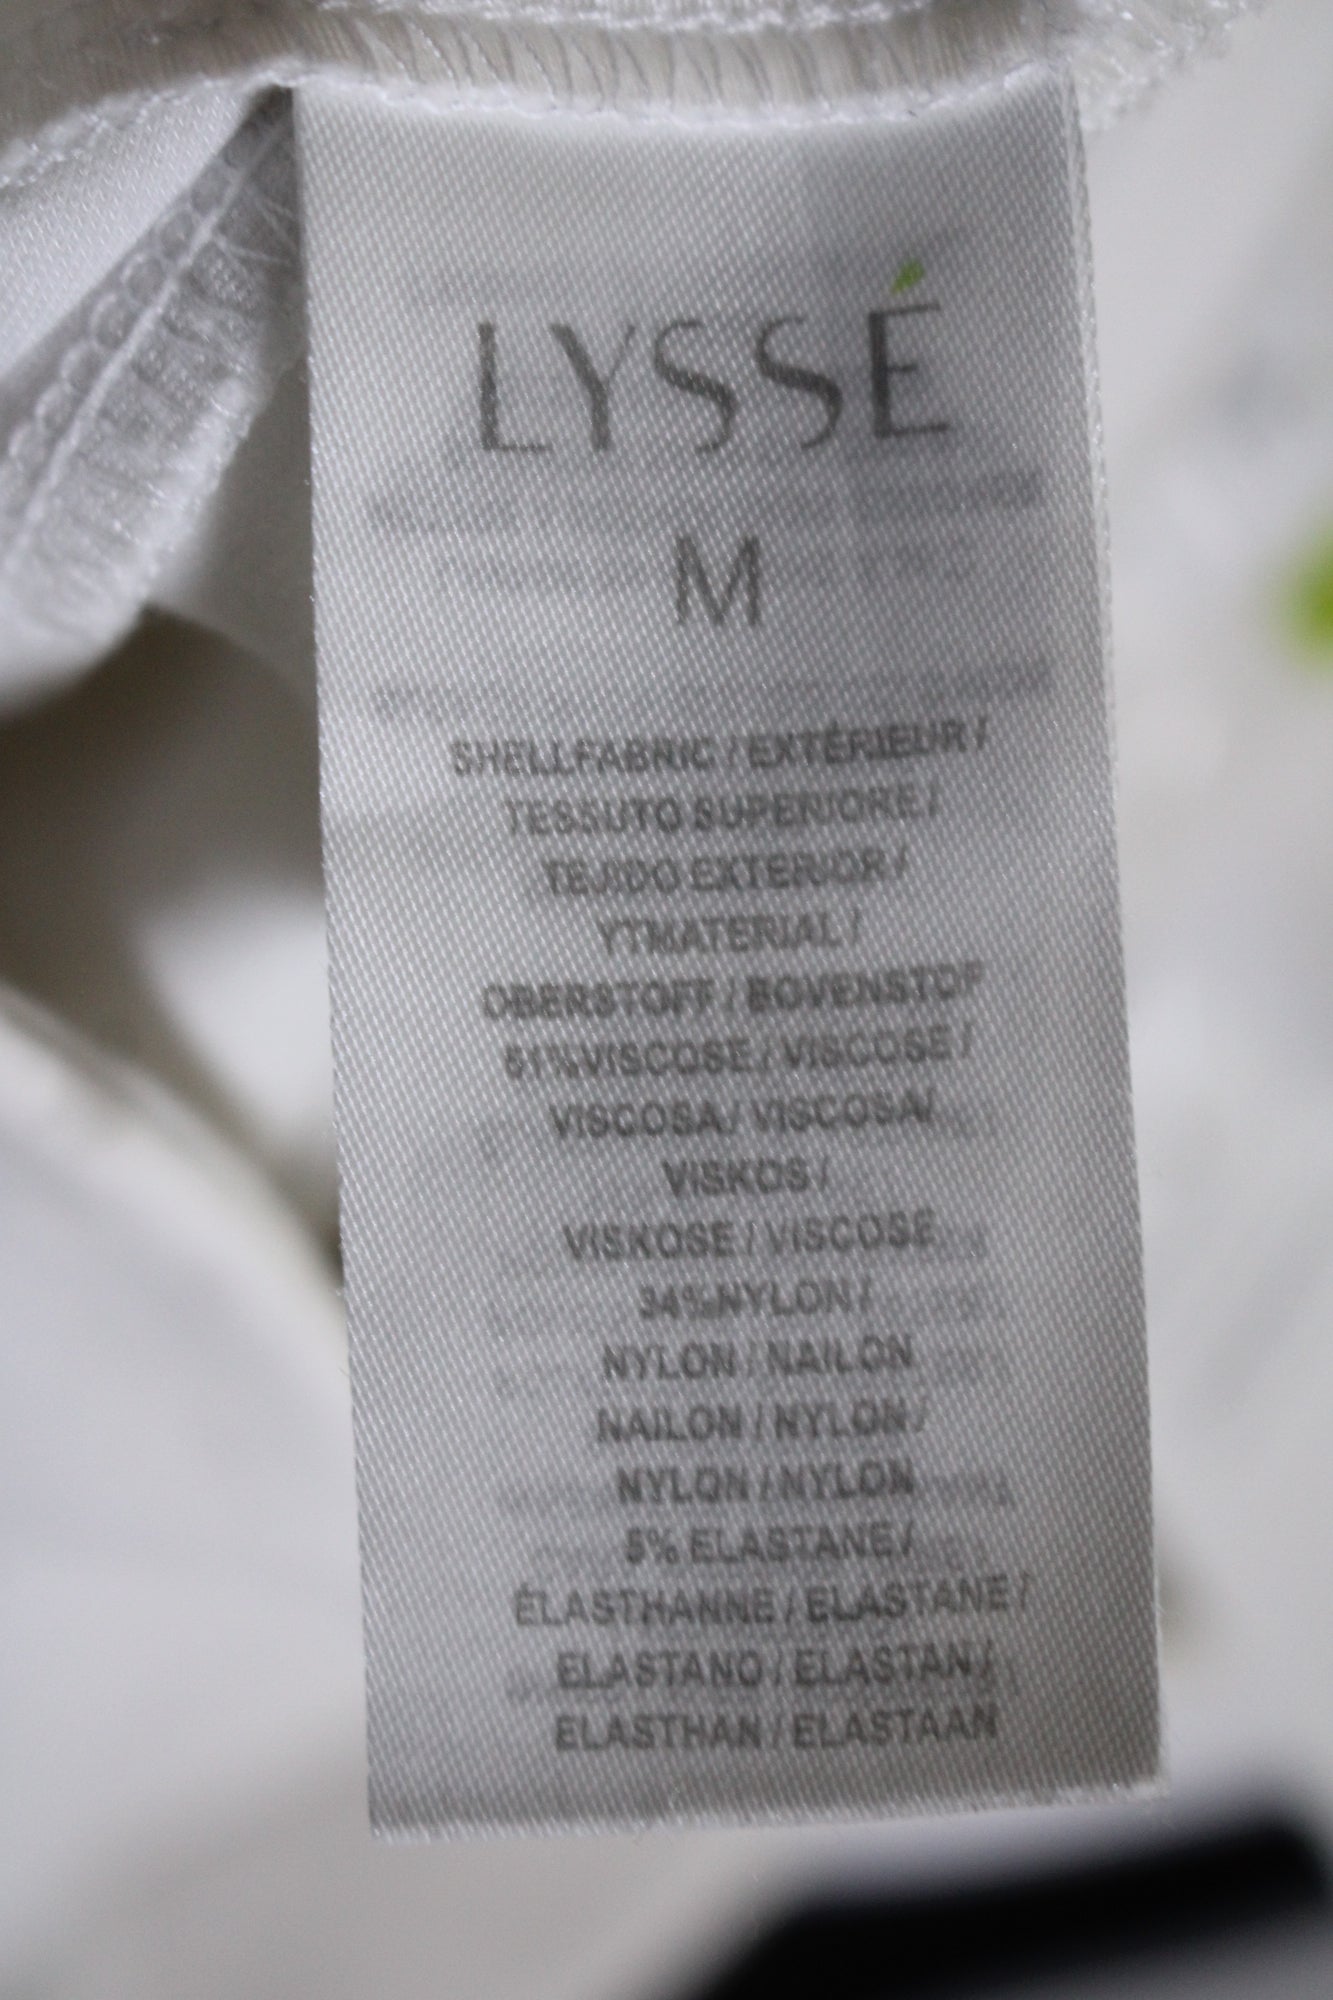 LYSSÉ
M
SHELLFABRIC / EXTÉRIEUR /
TESSUTO SUPERIORE /
TEJIDO EXTERIOR /
YTMATERIAL /
OBERSTOFF / BOVENSTOF
61%VISCOSE / VISCOSE /
VISCOSA / VISCOSA/
VISKOS /
VISKOSE / VISCOSE
34%NYLON /
NYLON / NAILON
NAILON / NYLON /
NYLON / NYLON
5% ELASTANE /
ÉLASTHANNE / ELASTANE /
ELASTANO / ELASTAN /
ELASTHAN / ELASTAAN